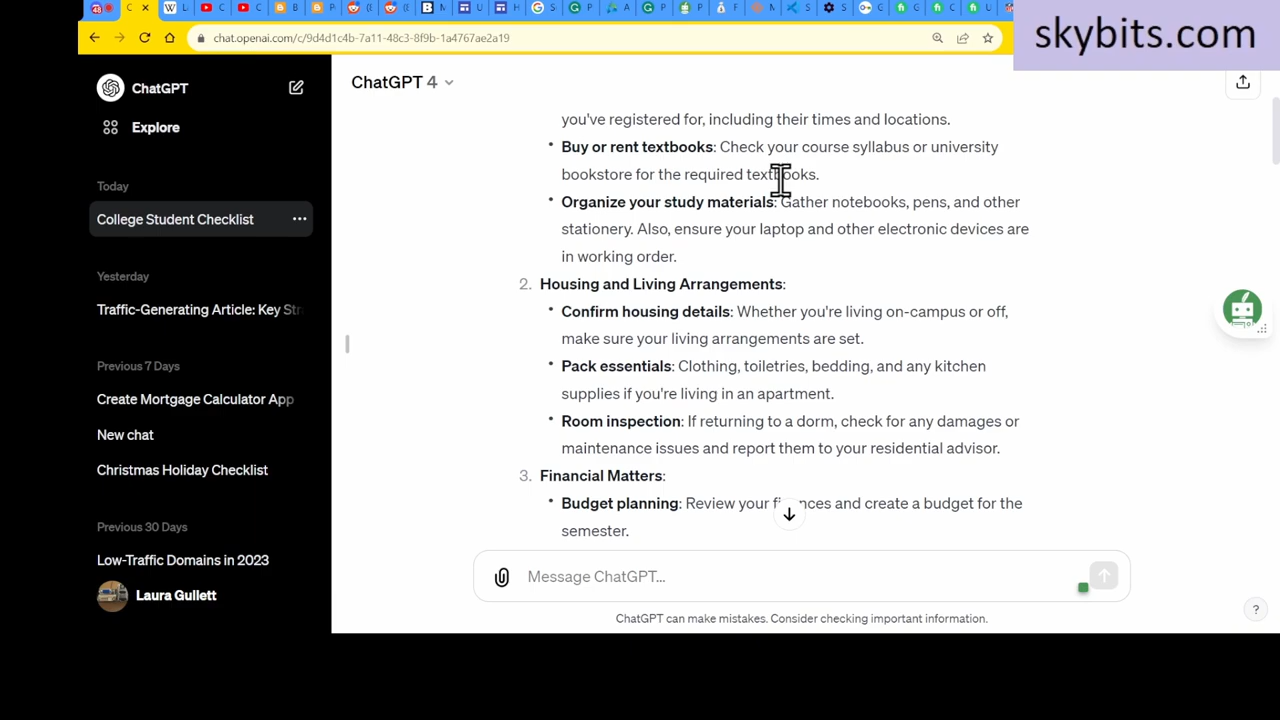 48
C
W
L
C
C
B
P
(
(
M
U
H
S
P
A
G
P
F
M
S
S
C
G
C
U
chat.openai.com/c/9d4d1c4b-7a11-48c3-8f9b-1a4767ae2a19
skybits.com
ChatGPT
Explore
Today
College Student Checklist
Yesterday
Traffic-Generating Article: Key Str
Previous 7 Days
Create Mortgage Calculator App
New chat
Christmas Holiday Checklist
Previous 30 Days
Low-Traffic Domains in 2023
Laura Gullett
ChatGPT 4
you've registered for, including their times and locations.
• Buy or rent textbooks: Check your course syllabus or university
bookstore for the required textbooks.
• Organize your study materials: Gather notebooks, pens, and other
stationery. Also, ensure your laptop and other electronic devices are
in working order.
2. Housing and Living Arrangements:
• Confirm housing details: Whether you're living on-campus or off,
make sure your living arrangements are set.
• Pack essentials: Clothing, toiletries, bedding, and any kitchen
supplies if you're living in an apartment.
• Room inspection: If returning to a dorm, check for any damages or
maintenance issues and report them to your residential advisor.
3. Financial Matters:
• Budget planning: Review your finances and create a budget for the
semester.
Message ChatGPT...
ChatGPT can make mistakes. Consider checking important information.
?